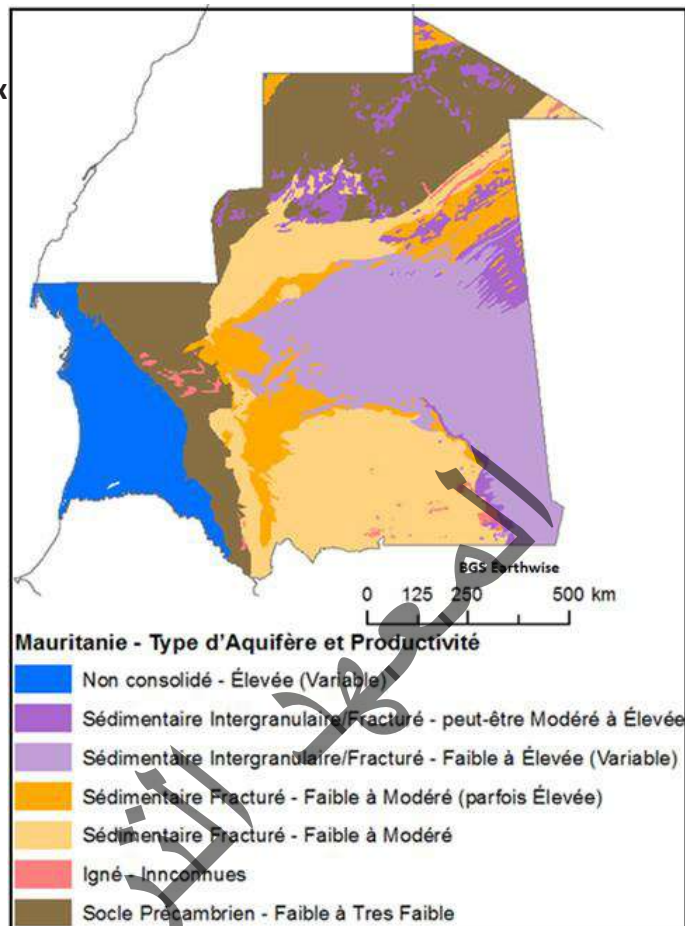 x
BGS Earthwise
0 125 250 500 km
Mauritanie - Type d'Aquifère et Productivité
Non consolidé - Élevée (Variable)
Sédimentaire Intergranulaire/Fracturé - peut-être Modéré à Élevée
Sédimentaire Intergranulaire/Fracturé - Faible à Élevée (Variable)
Sédimentaire Fracturé - Faible à Modéré (parfois Élevée)
Sédimentaire Fracturé - Faible à Modéré
Igné - Innconnues
Socle Précambrien - Faible à Tres Faible
المعهد